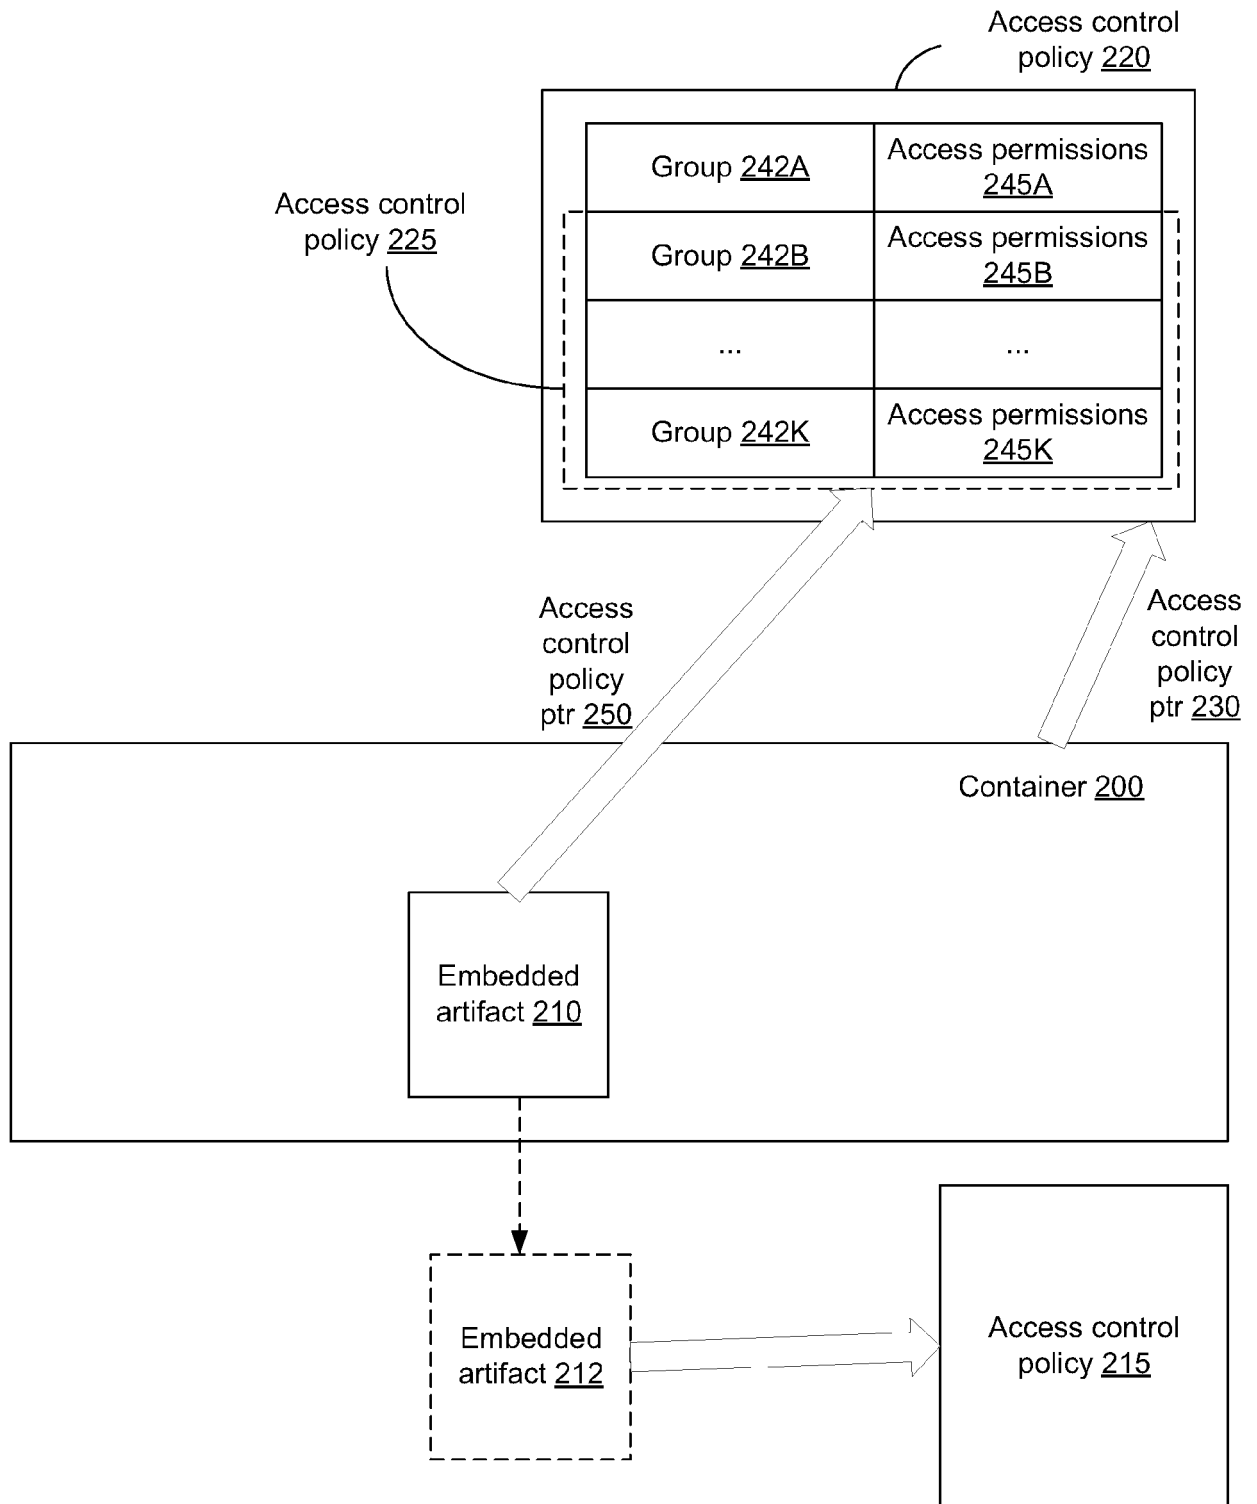 Access control
policy 220
Group 242A
Access permissions
245A
Access control
policy 225
Group 242B
Access permissions
245B
...
...
Group 242K
Access permissions
245K
Access
control
policy
ptr 250
Access
control
policy
ptr 230
Container 200
Embedded
artifact 210
Embedded
artifact 212
Access control
policy 215